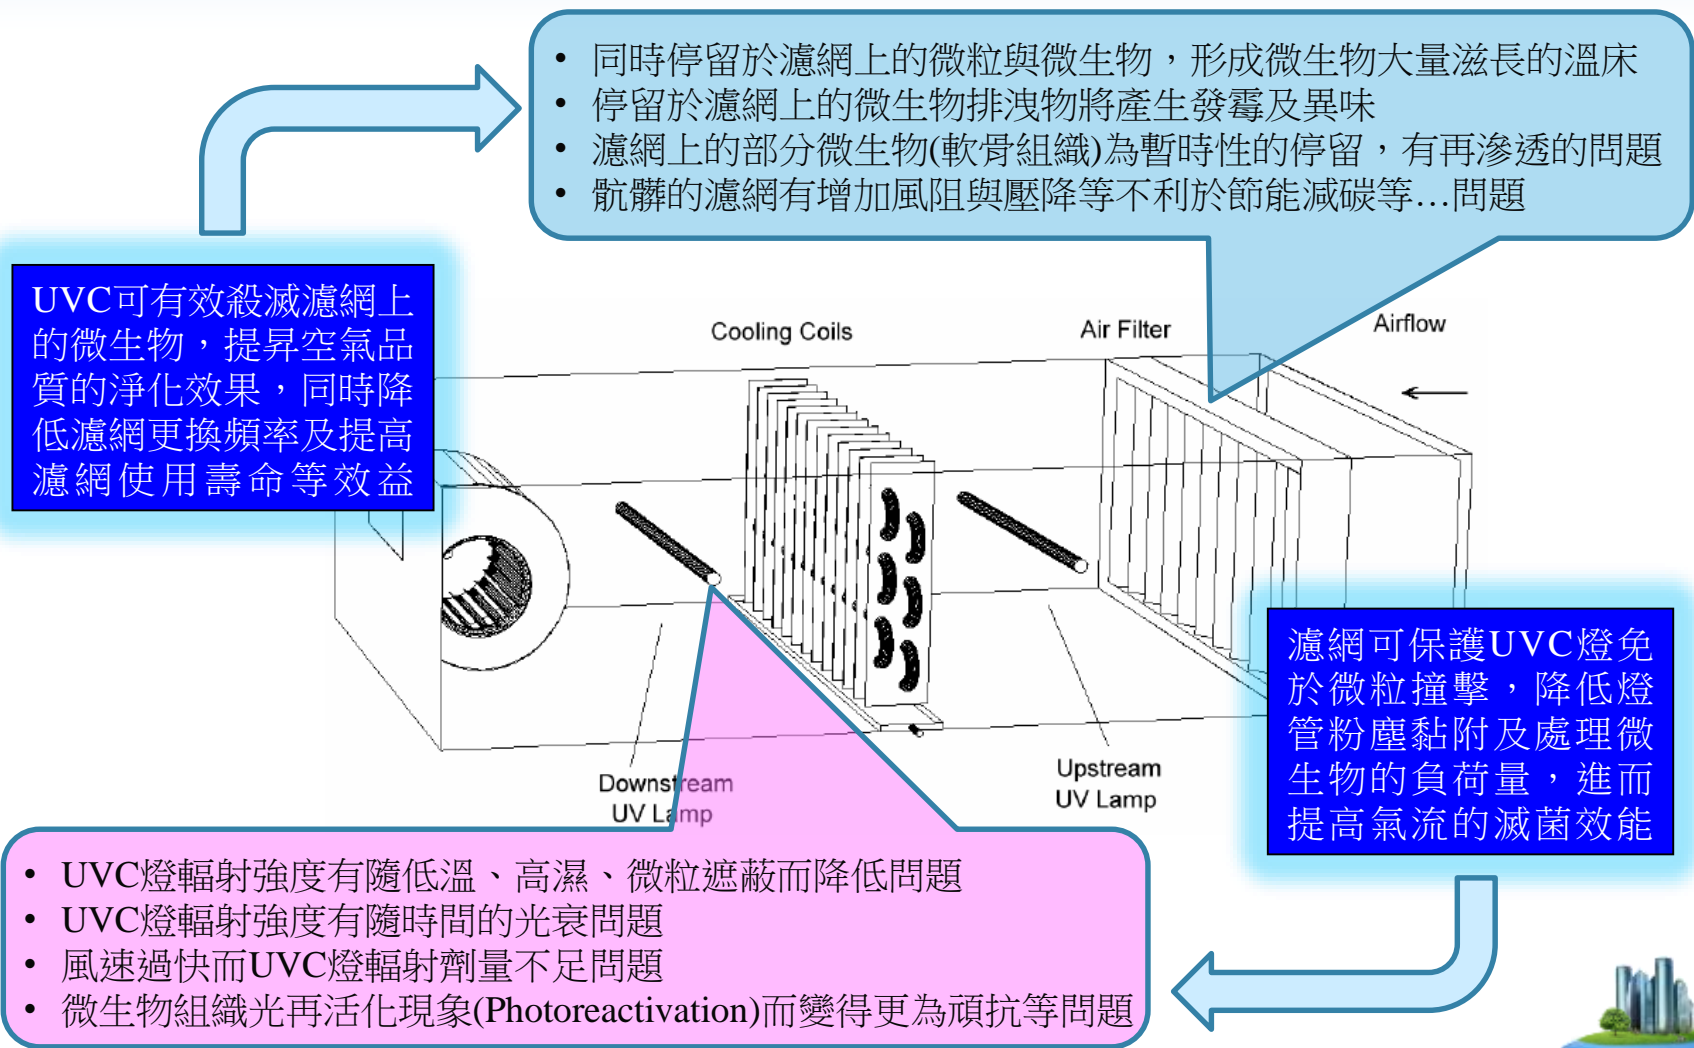 • 同時停留於濾網上的微粒與微生物，形成微生物大量滋長的溫床
• 停留於濾網上的微生物排洩物將產生發霉及異味
• 濾網上的部分微生物(軟骨組織)為暫時性的停留，有再滲透的問題
• 骯髒的濾網有增加風阻與壓降等不利於節能減碳等…問題
UVC可有效殺滅濾網上
的微生物，提昇空氣品
質的淨化效果，同時降
低濾網更換頻率及提高
濾網使用壽命等效益
Cooling Coils
Air Filter
Airflow
Downstream
UV Lamp
Upstream
UV Lamp
濾網可保護UVC燈免
於微粒撞擊，降低燈
管粉塵黏附及處理微
生物的負荷量，進而
提高氣流的滅菌效能
• UVC燈輻射強度有隨低溫、高濕、微粒遮蔽而降低問題
• UVC燈輻射強度有隨時間的光衰問題
• 風速過快而UVC燈輻射劑量不足問題
• 微生物組織光再活化現象(Photoreactivation)而變得更為頑抗等問題